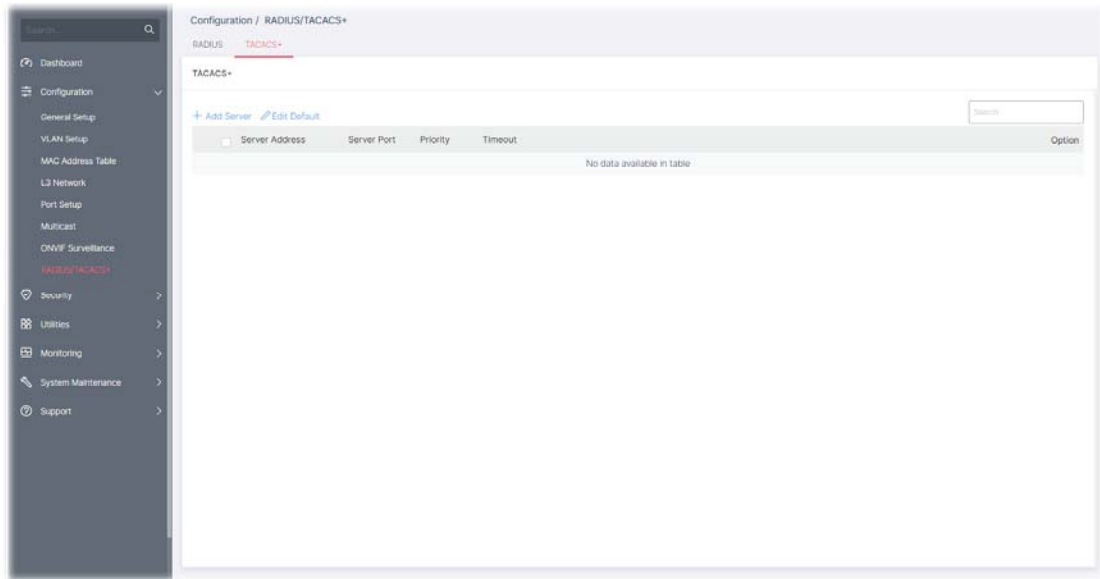 Search...
Configuration / RADIUS/TACACS+
RADIUS TACACS+
TACACS+
Dashboard
Configuration
General Setup
VLAN Setup
MAC Address Table
L3 Network
Port Setup
Multicast
ONVIF Surveillance
RADIUS/TACACS+
Security
Utilities
Monitoring
System Maintenance
Support
+ Add Server Edit Default
Search
Server Address Server Port Priority Timeout Option
No data available in table